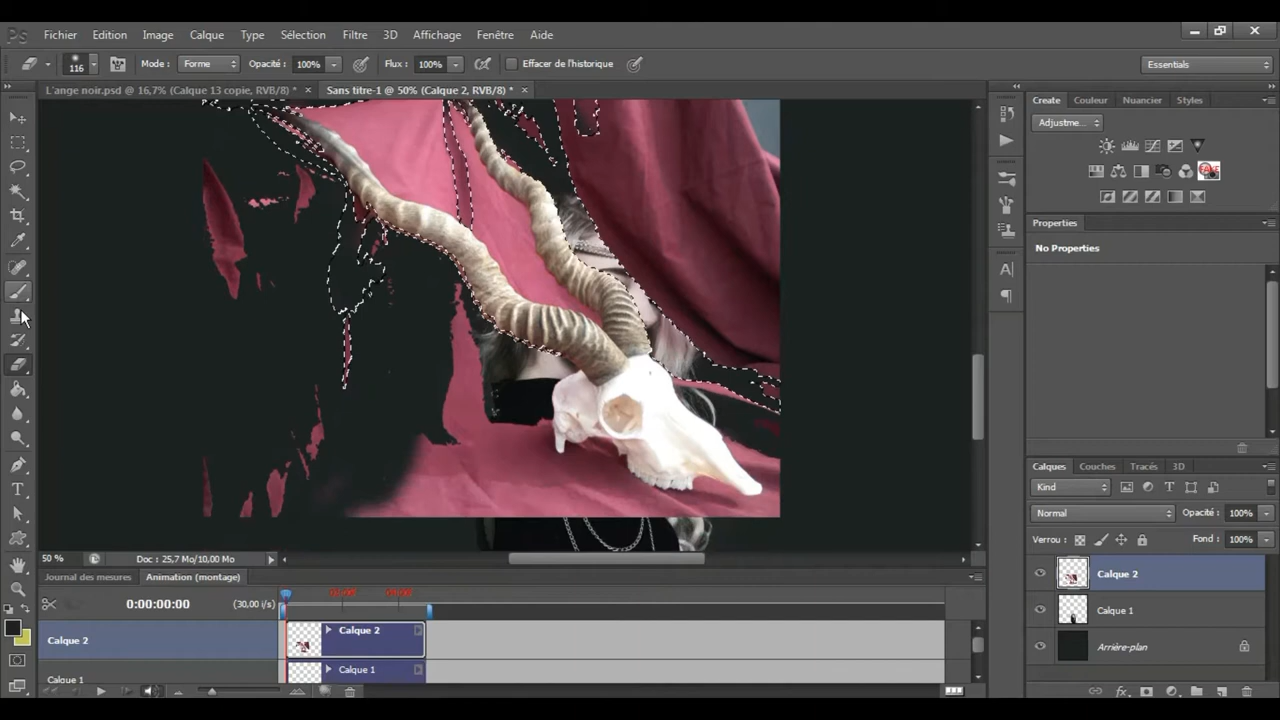 Ps Fichier Edition Image Calque Type Sélection Filtre 3D Affichage Fenêtre Aide
116 Mode : Forme Opacité : 100% Flux : 100% Effacer de l'historique Essentials
L'ange noir.psd @ 16,7% (Calque 13 copie, RVB/8) * × Sans titre-1 @ 50% (Calque 2, RVB/8) * ×
Create Couleur Nuancier Styles
Adjustme...
Properties
No Properties
Calques Couches Tracés 3D
Kind
Normal Opacité : 100%
Verrou : Fond : 100%
Calque 2
Calque 1
Arrière-plan
50 % Doc : 25,7 Mo/10,00 Mo
Journal des mesures Animation (montage)
0:00:00:00 (30,00 i/s)
Calque 2 Calque 2
Calque 1 Calque 1